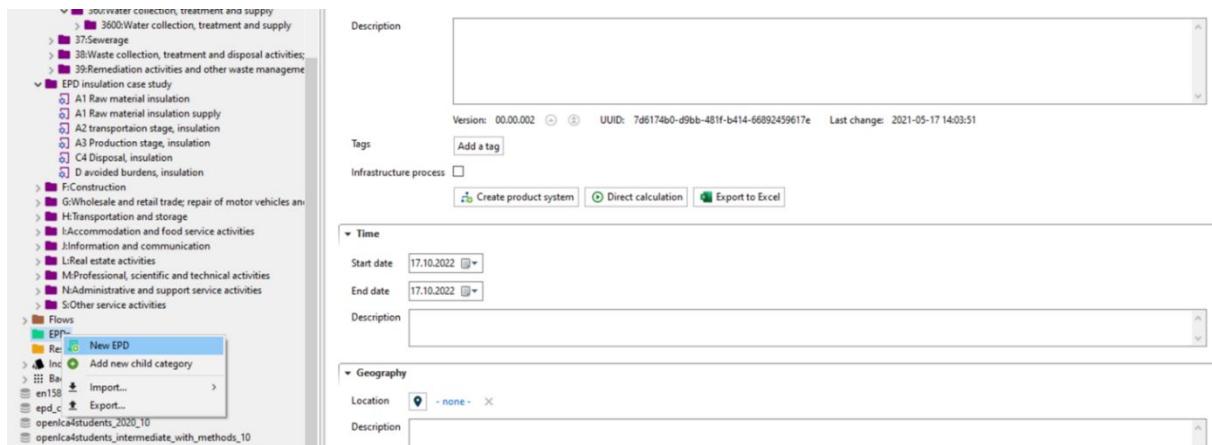 360:Water collection, treatment and supply
3600:Water collection, treatment and supply
37:Sewerage
38:Waste collection, treatment and disposal activities;
39:Remediation activities and other waste manageme
EPD insulation case study
A1 Raw material insulation
A1 Raw material insulation supply
A2 transportaion stage, insulation
A3 Production stage, insulation
C4 Disposal, insulation
D avoided burdens, insulation
F:Construction
G:Wholesale and retail trade; repair of motor vehicles an
H:Transportation and storage
I:Accommodation and food service activities
J:Information and communication
L:Real estate activities
M:Professional, scientific and technical activities
N:Administrative and support service activities
S:Other service activities
Flows
EPDs
New EPD
Res
Add new child category
Inc
Ba
Import...
en158
Export...
epd_c
openlca4students_2020_10
openlca4students_intermediate_with_methods_10
Description
Version: 00.00.002 UUID: 7d6174b0-d9bb-481f-b414-66892459617e Last change: 2021-05-17 14:03:51
Tags Add a tag
Infrastructure process
Create product system Direct calculation Export to Excel
Time
Start date 17.10.2022
End date 17.10.2022
Description
Geography
Location - none -
Description